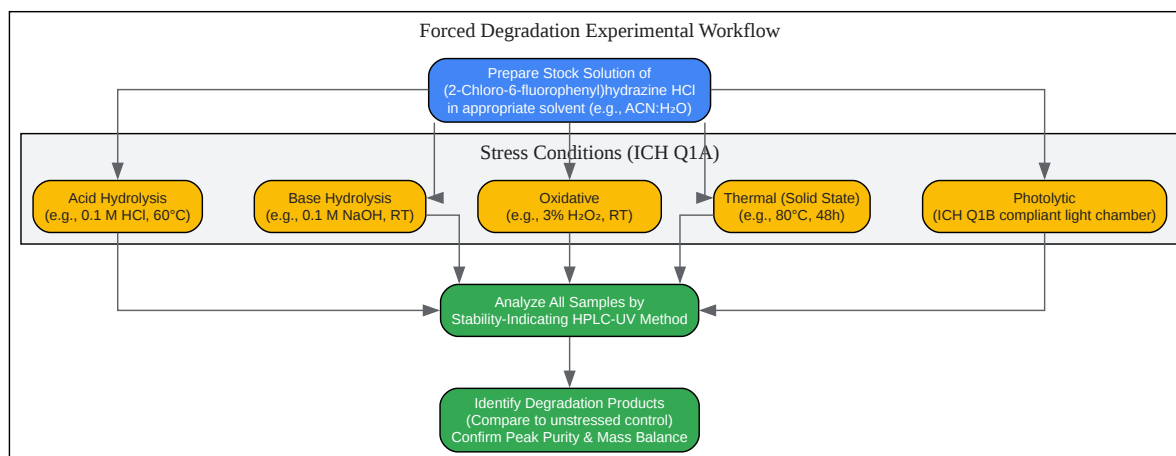 Forced Degradation Experimental Workflow
Prepare Stock Solution of
(2-Chloro-6-fluorophenyl)hydrazine HCl
in appropriate solvent (e.g., ACN:H₂O)
Stress Conditions (ICH Q1A)
Acid Hydrolysis
(e.g., 0.1 M HCl, 60°C)
Base Hydrolysis
(e.g., 0.1 M NaOH, RT)
Oxidative
(e.g., 3% H₂O₂, RT)
Thermal (Solid State)
(e.g., 80°C, 48h)
Photolytic
(ICH Q1B compliant light chamber)
Analyze All Samples by
Stability-Indicating HPLC-UV Method
Identify Degradation Products
(Compare to unstressed control)
Confirm Peak Purity & Mass Balance